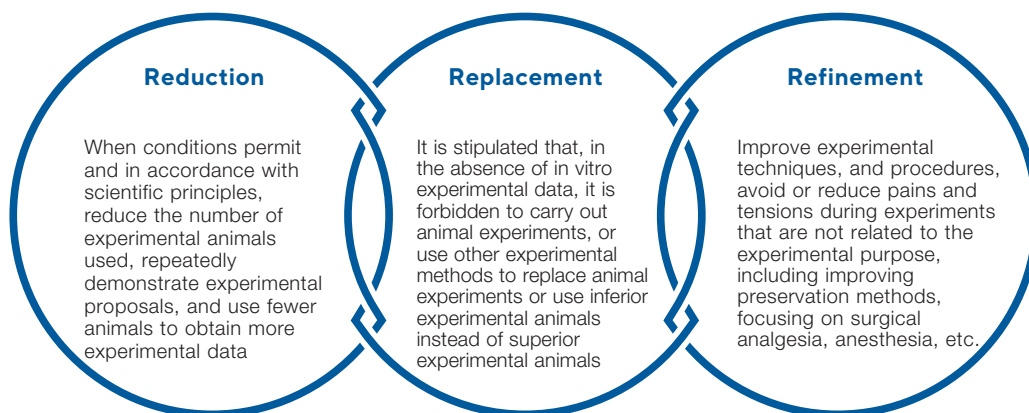 Reduction
When conditions permit
and in accordance with
scientific principles,
reduce the number of
experimental animals
used, repeatedly
demonstrate experimental
proposals, and use fewer
animals to obtain more
experimental data
Replacement
It is stipulated that, in
the absence of in vitro
experimental data, it is
forbidden to carry out
animal experiments, or
use other experimental
methods to replace animal
experiments or use inferior
experimental animals
instead of superior
experimental animals
Refinement
Improve experimental
techniques, and procedures,
avoid or reduce pains and
tensions during experiments
that are not related to the
experimental purpose,
including improving
preservation methods,
focusing on surgical
analgesia, anesthesia, etc.